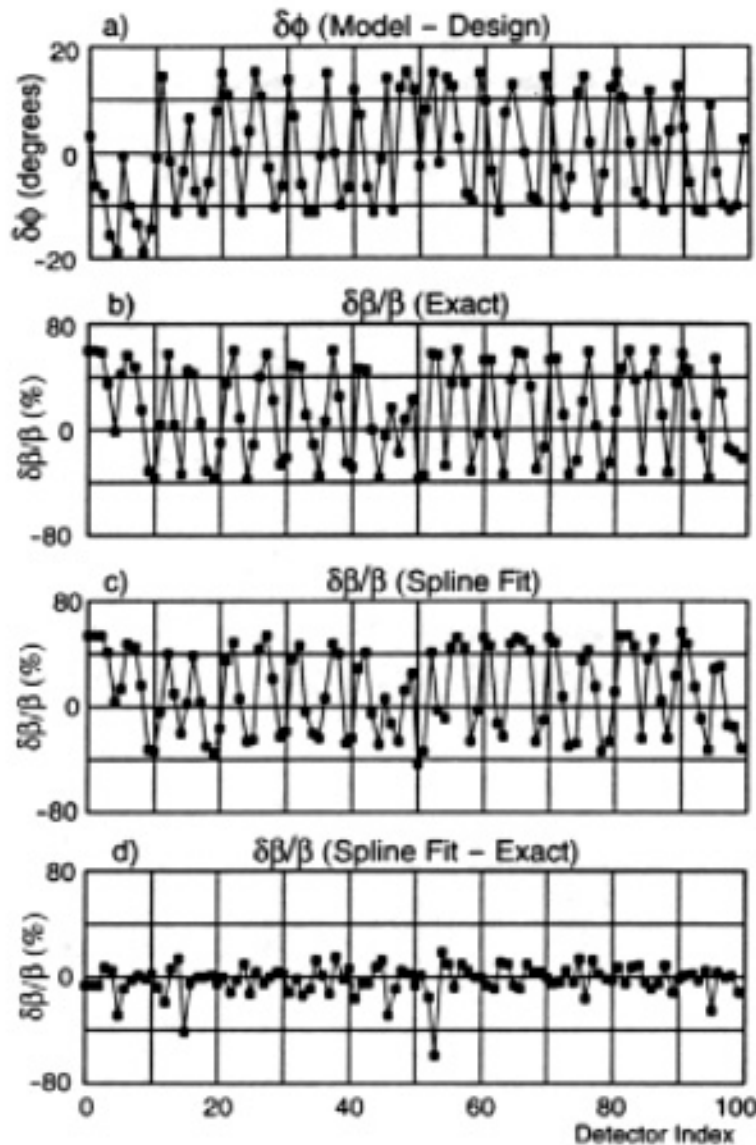 a) δϕ (Model – Design)
20
0
-20
δϕ (degrees)
b) δβ/β (Exact)
80
0
-80
δβ/β (%)
c) δβ/β (Spline Fit)
80
0
-80
δβ/β (%)
d) δβ/β (Spline Fit – Exact)
80
0
-80
δβ/β (%)
0 20 40 60 80 100
Detector Index